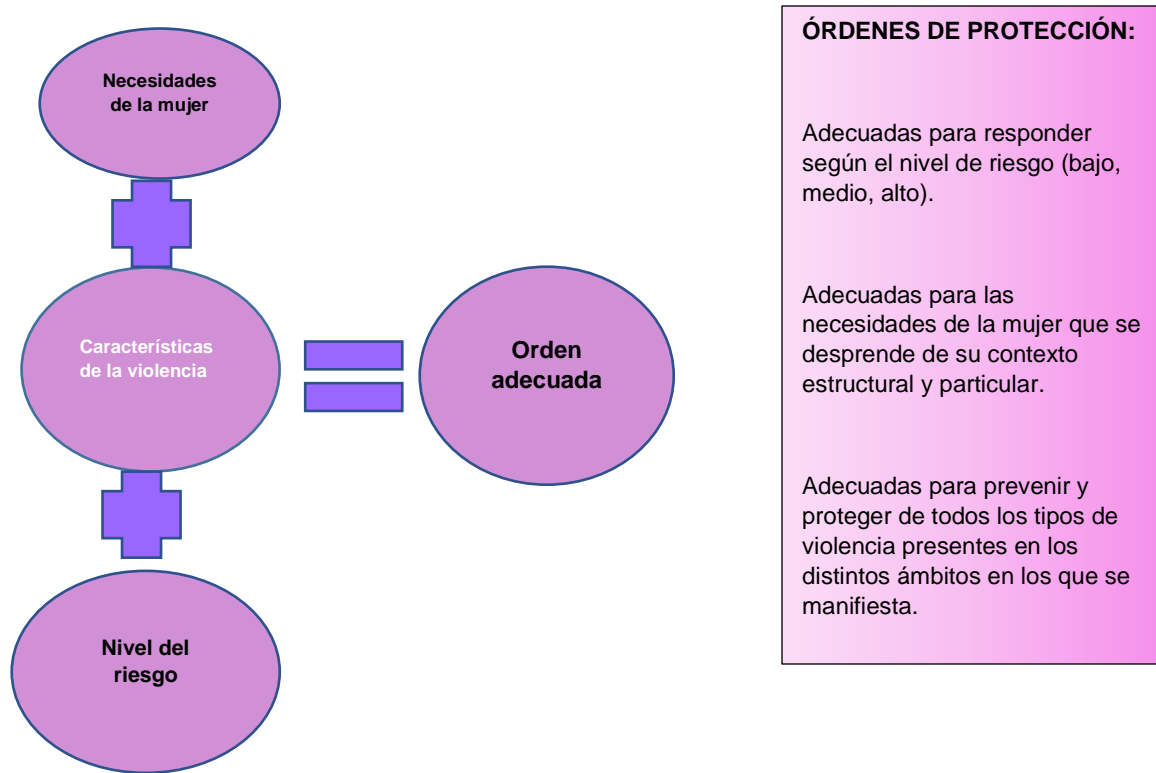 Necesidades
de la mujer
Características
de la violencia
Nivel del
riesgo
Orden
adecuada
ÓRDENES DE PROTECCIÓN:
Adecuadas para responder
según el nivel de riesgo (bajo,
medio, alto).
Adecuadas para las
necesidades de la mujer que se
desprende de su contexto
estructural y particular.
Adecuadas para prevenir y
proteger de todos los tipos de
violencia presentes en los
distintos ámbitos en los que se
manifiesta.